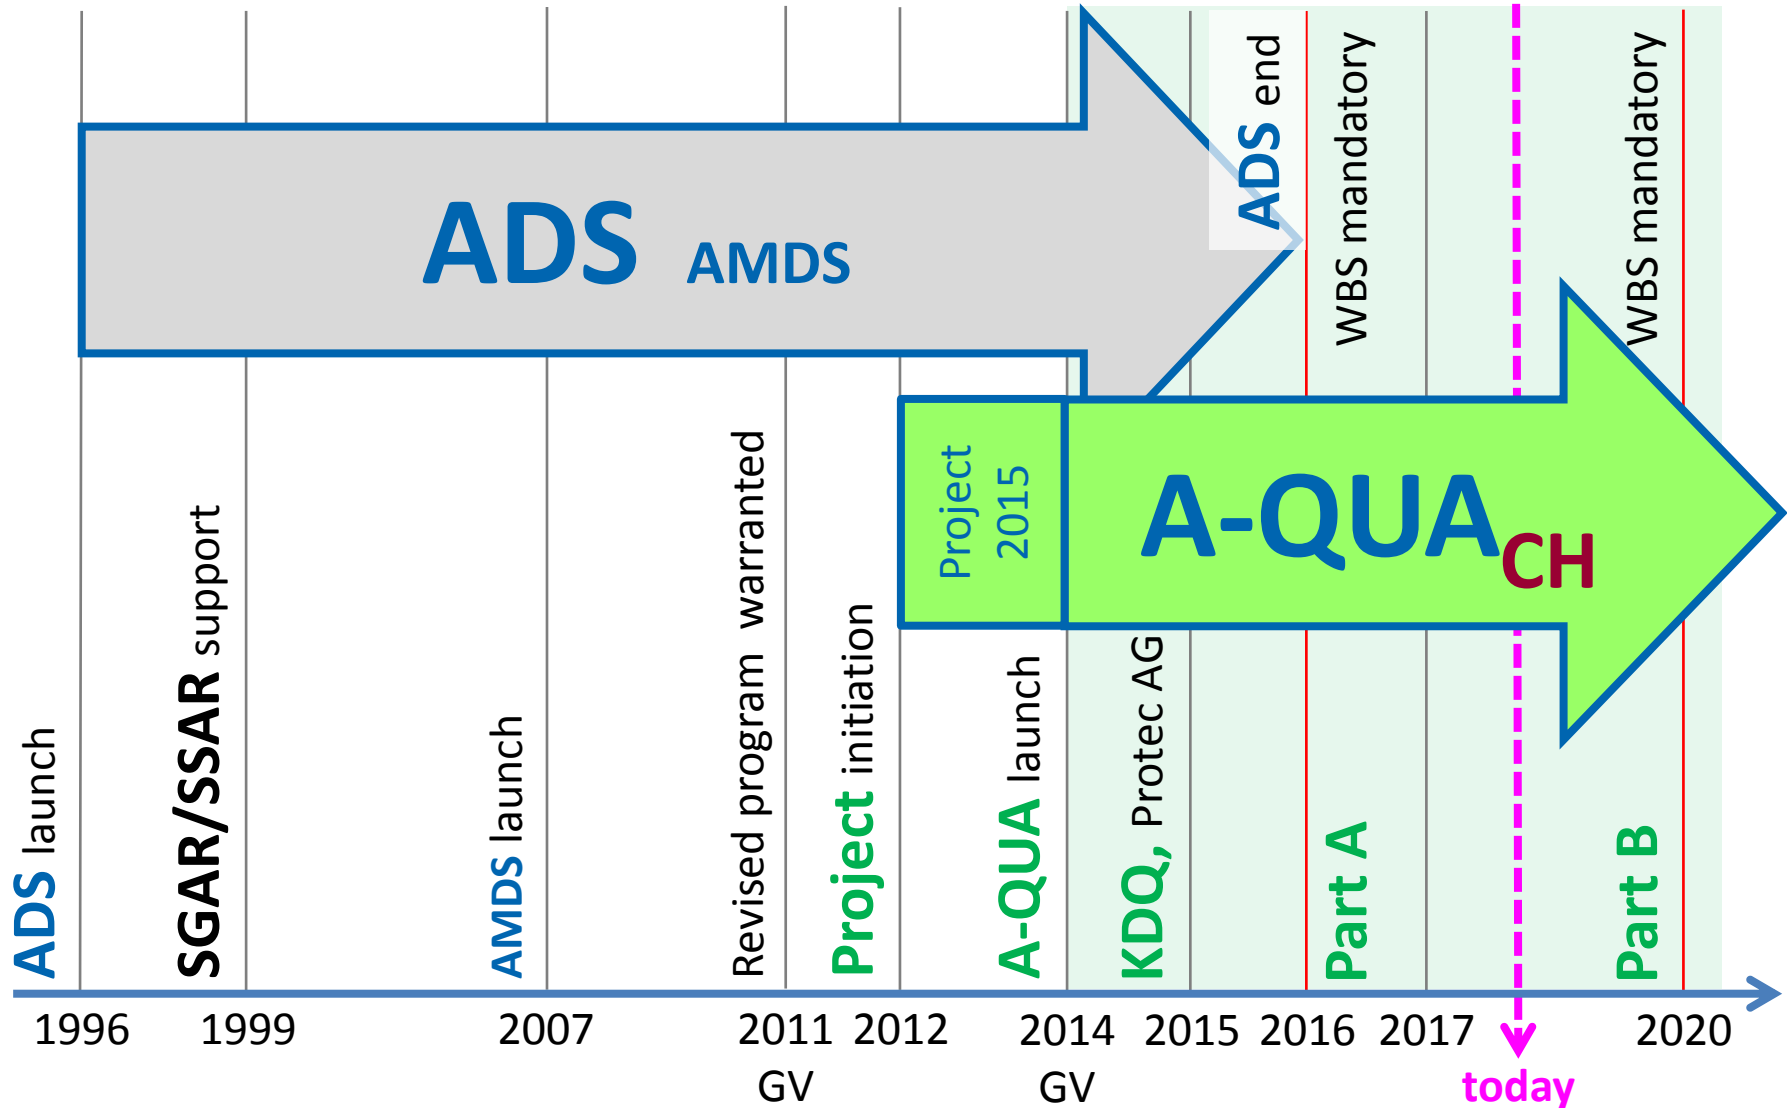 ADS end
WBS mandatory
WBS mandatory
ADS AMDS
Project
2015
A-QUA CH
ADS launch
SGAR/SSAR support
AMDS launch
Revised program warranted
Project initiation
A-QUA launch
KDQ, Protec AG
Part A
Part B
1996
1999
2007
2011
GV
2012
2014
GV
2015
2016
2017
today
2020